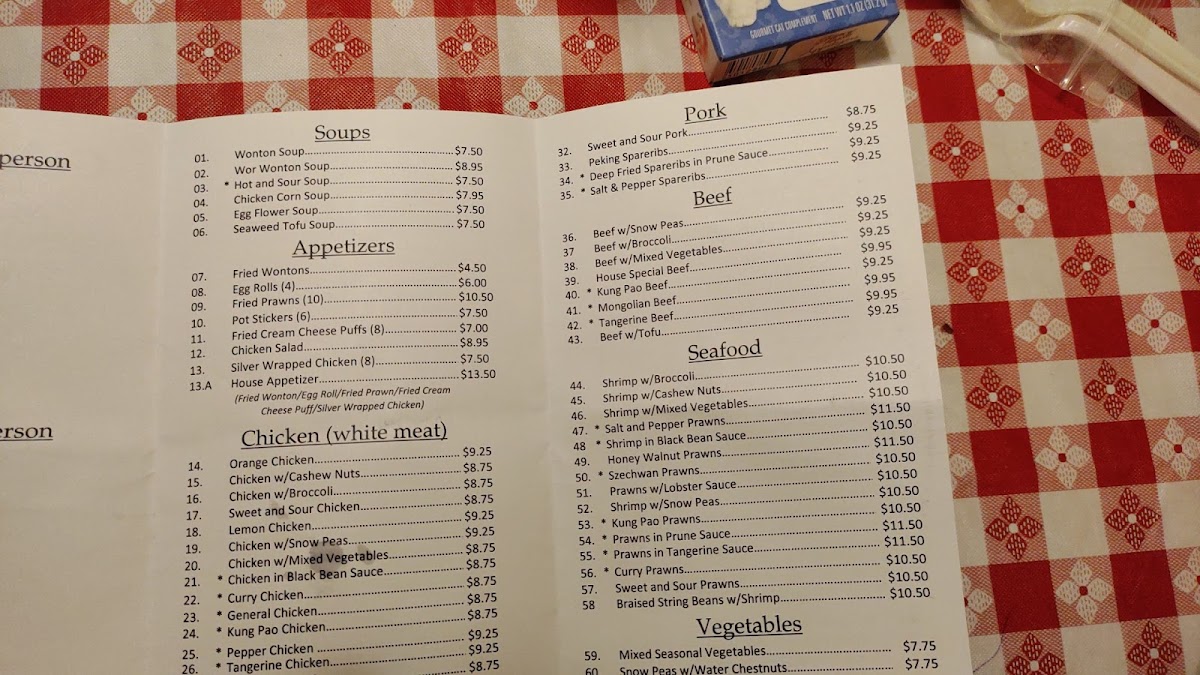 GOURMET CAT COMPLEMENT NET WT 1.1 OZ (31.2 g)
person
erson
Soups
01. Wonton Soup $7.50
02. Wor Wonton Soup $8.95
03. * Hot and Sour Soup $7.50
04. Chicken Corn Soup $7.95
05. Egg Flower Soup $7.50
06. Seaweed Tofu Soup $7.50
Appetizers
07. Fried Wontons $4.50
08. Egg Rolls (4) $6.00
09. Fried Prawns (10) $10.50
10. Pot Stickers (6) $7.50
11. Fried Cream Cheese Puffs (8) $7.00
12. Chicken Salad $8.95
13. Silver Wrapped Chicken (8) $7.50
13.A House Appetizer $13.50
(Fried Wonton/Egg Roll/Fried Prawn/Fried Cream
Cheese Puff/Silver Wrapped Chicken)
Chicken (white meat)
14. Orange Chicken $9.25
15. Chicken w/Cashew Nuts $8.75
16. Chicken w/Broccoli $8.75
17. Sweet and Sour Chicken $8.75
18. Lemon Chicken $9.25
19. Chicken w/Snow Peas $9.25
20. Chicken w/Mixed Vegetables $8.75
21. * Chicken in Black Bean Sauce $8.75
22. * Curry Chicken $8.75
23. * General Chicken $8.75
24. * Kung Pao Chicken $8.75
25. * Pepper Chicken $9.25
26. * Tangerine Chicken $9.25
$8.75
Pork
32. Sweet and Sour Pork $8.75
33. Peking Spareribs $9.25
34. * Deep Fried Spareribs in Prune Sauce $9.25
35. * Salt & Pepper Spareribs $9.25
Beef
36. Beef w/Snow Peas $9.25
37 Beef w/Broccoli $9.25
38. Beef w/Mixed Vegetables $9.25
39. House Special Beef $9.95
40. * Kung Pao Beef $9.25
41. * Mongolian Beef $9.95
42. * Tangerine Beef $9.95
43. Beef w/Tofu $9.25
Seafood
44. Shrimp w/Broccoli $10.50
45. Shrimp w/Cashew Nuts $10.50
46. Shrimp w/Mixed Vegetables $10.50
47. * Salt and Pepper Prawns $11.50
48 * Shrimp in Black Bean Sauce $10.50
49. Honey Walnut Prawns $11.50
50. * Szechwan Prawns $10.50
51. Prawns w/Lobster Sauce $10.50
52. Shrimp w/Snow Peas $10.50
53. * Kung Pao Prawns $10.50
54. * Prawns in Prune Sauce $11.50
55. * Prawns in Tangerine Sauce $11.50
56. * Curry Prawns $10.50
57. Sweet and Sour Prawns $10.50
58 Braised String Beans w/Shrimp $10.50
Vegetables
59. Mixed Seasonal Vegetables $7.75
60 Snow Peas w/Water Chestnuts $7.75